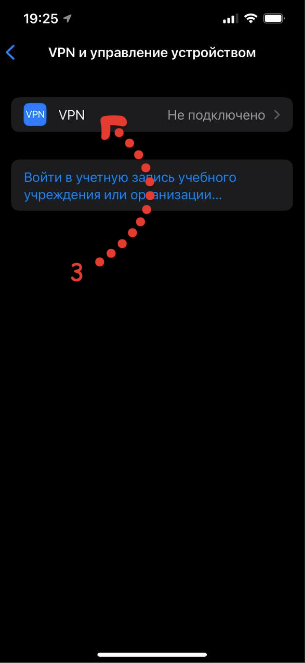 19:25
VPN и управление устройством
VPN VPN Не подключено
Войти в учетную запись учебного
учреждения или организации...
3